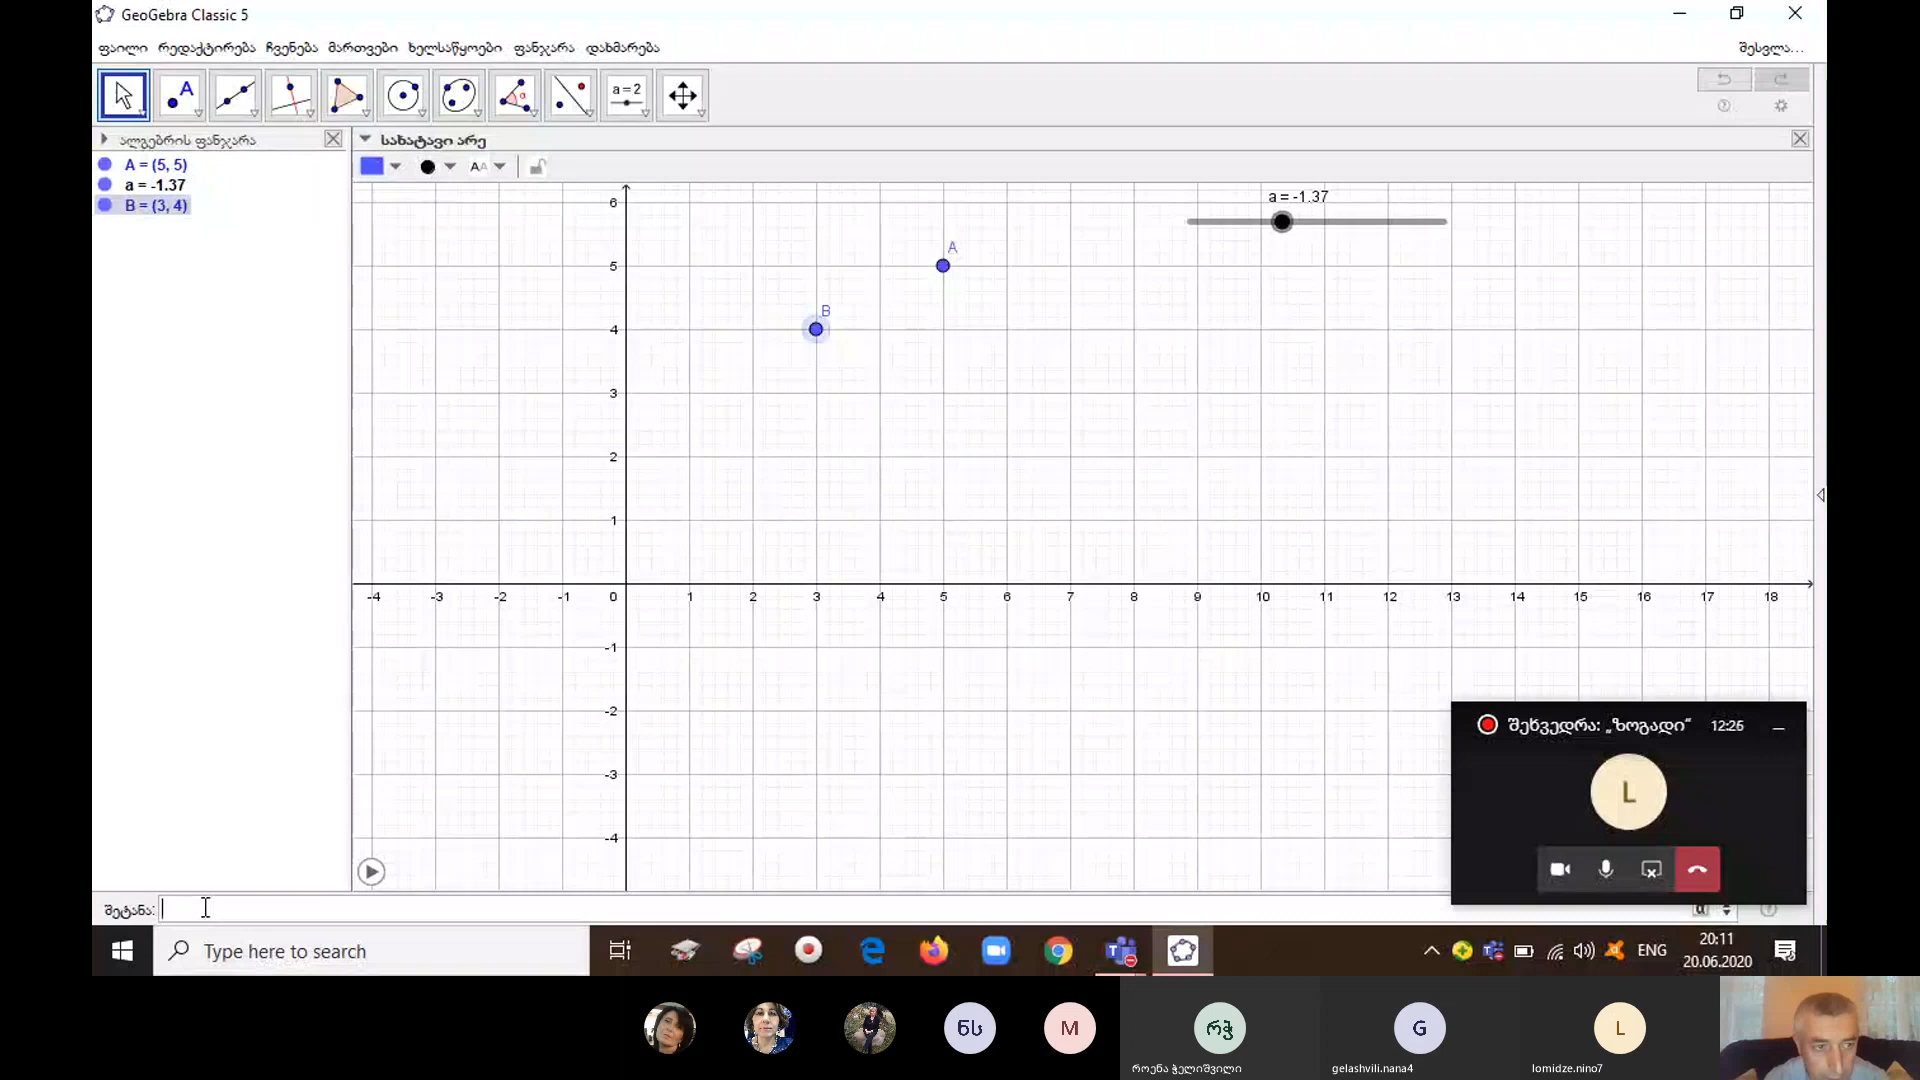 GeoGebra Classic 5
ფაილი რედაქტირება ჩვენება მართვები ხელსაწყოები ფანჯარა დახმარება
შესვლა...
A
α
a = 2
ალგებრის ფანჯარა
სახატავი არე
AA
A = (5, 5)
a = -1.37
B = (3, 4)
a = -1.37
A
B
6
5
4
3
2
1
-4 -3 -2 -1 0 1 2 3 4 5 6 7 8 9 10 11 12 13 14 15 16 17 18
-1
-2
-3
-4
შეხვედრა: „ზოგადი“ 12:26
L
შეტანა:
α
Type here to search
ENG
20:11
20.06.2020
ნს
M
რჭ
G
L
როენა ჭელიშვილი
gelashvili.nana4
lomidze.nino7